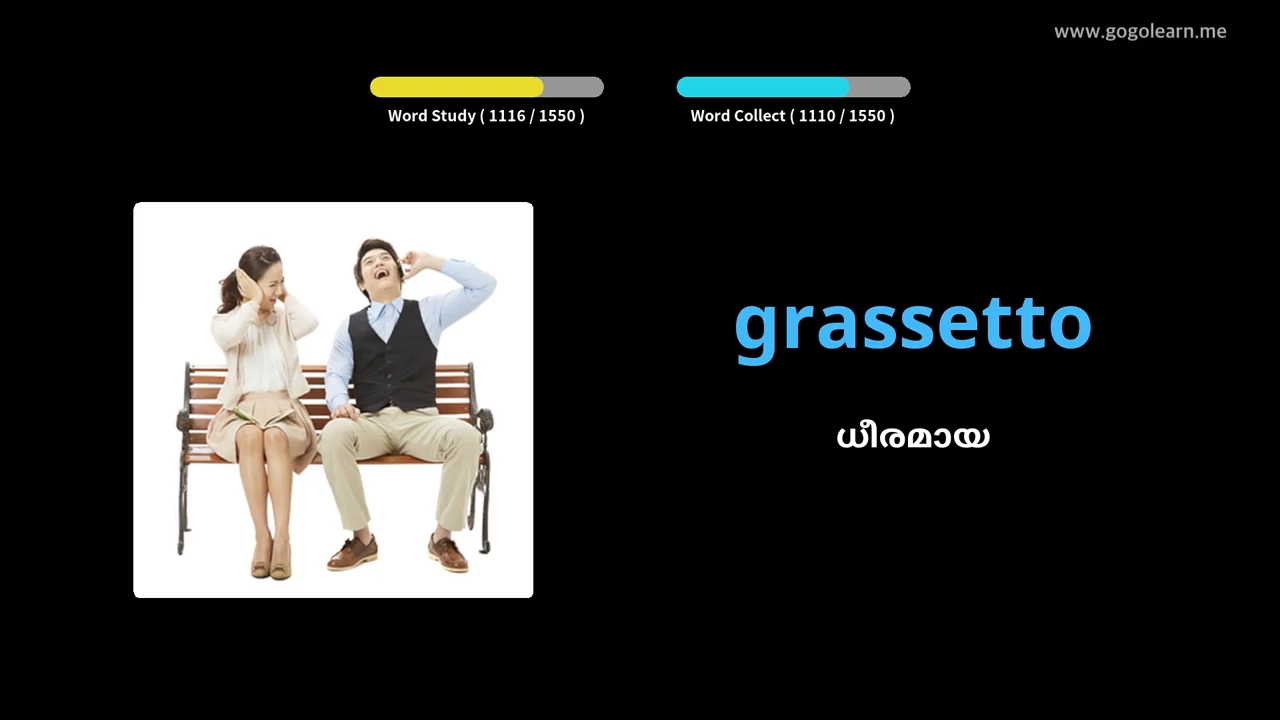 www.gogolearn.me
Word Study ( 1116 / 1550 )
Word Collect ( 1110 / 1550 )
grassetto
ധീരമായ